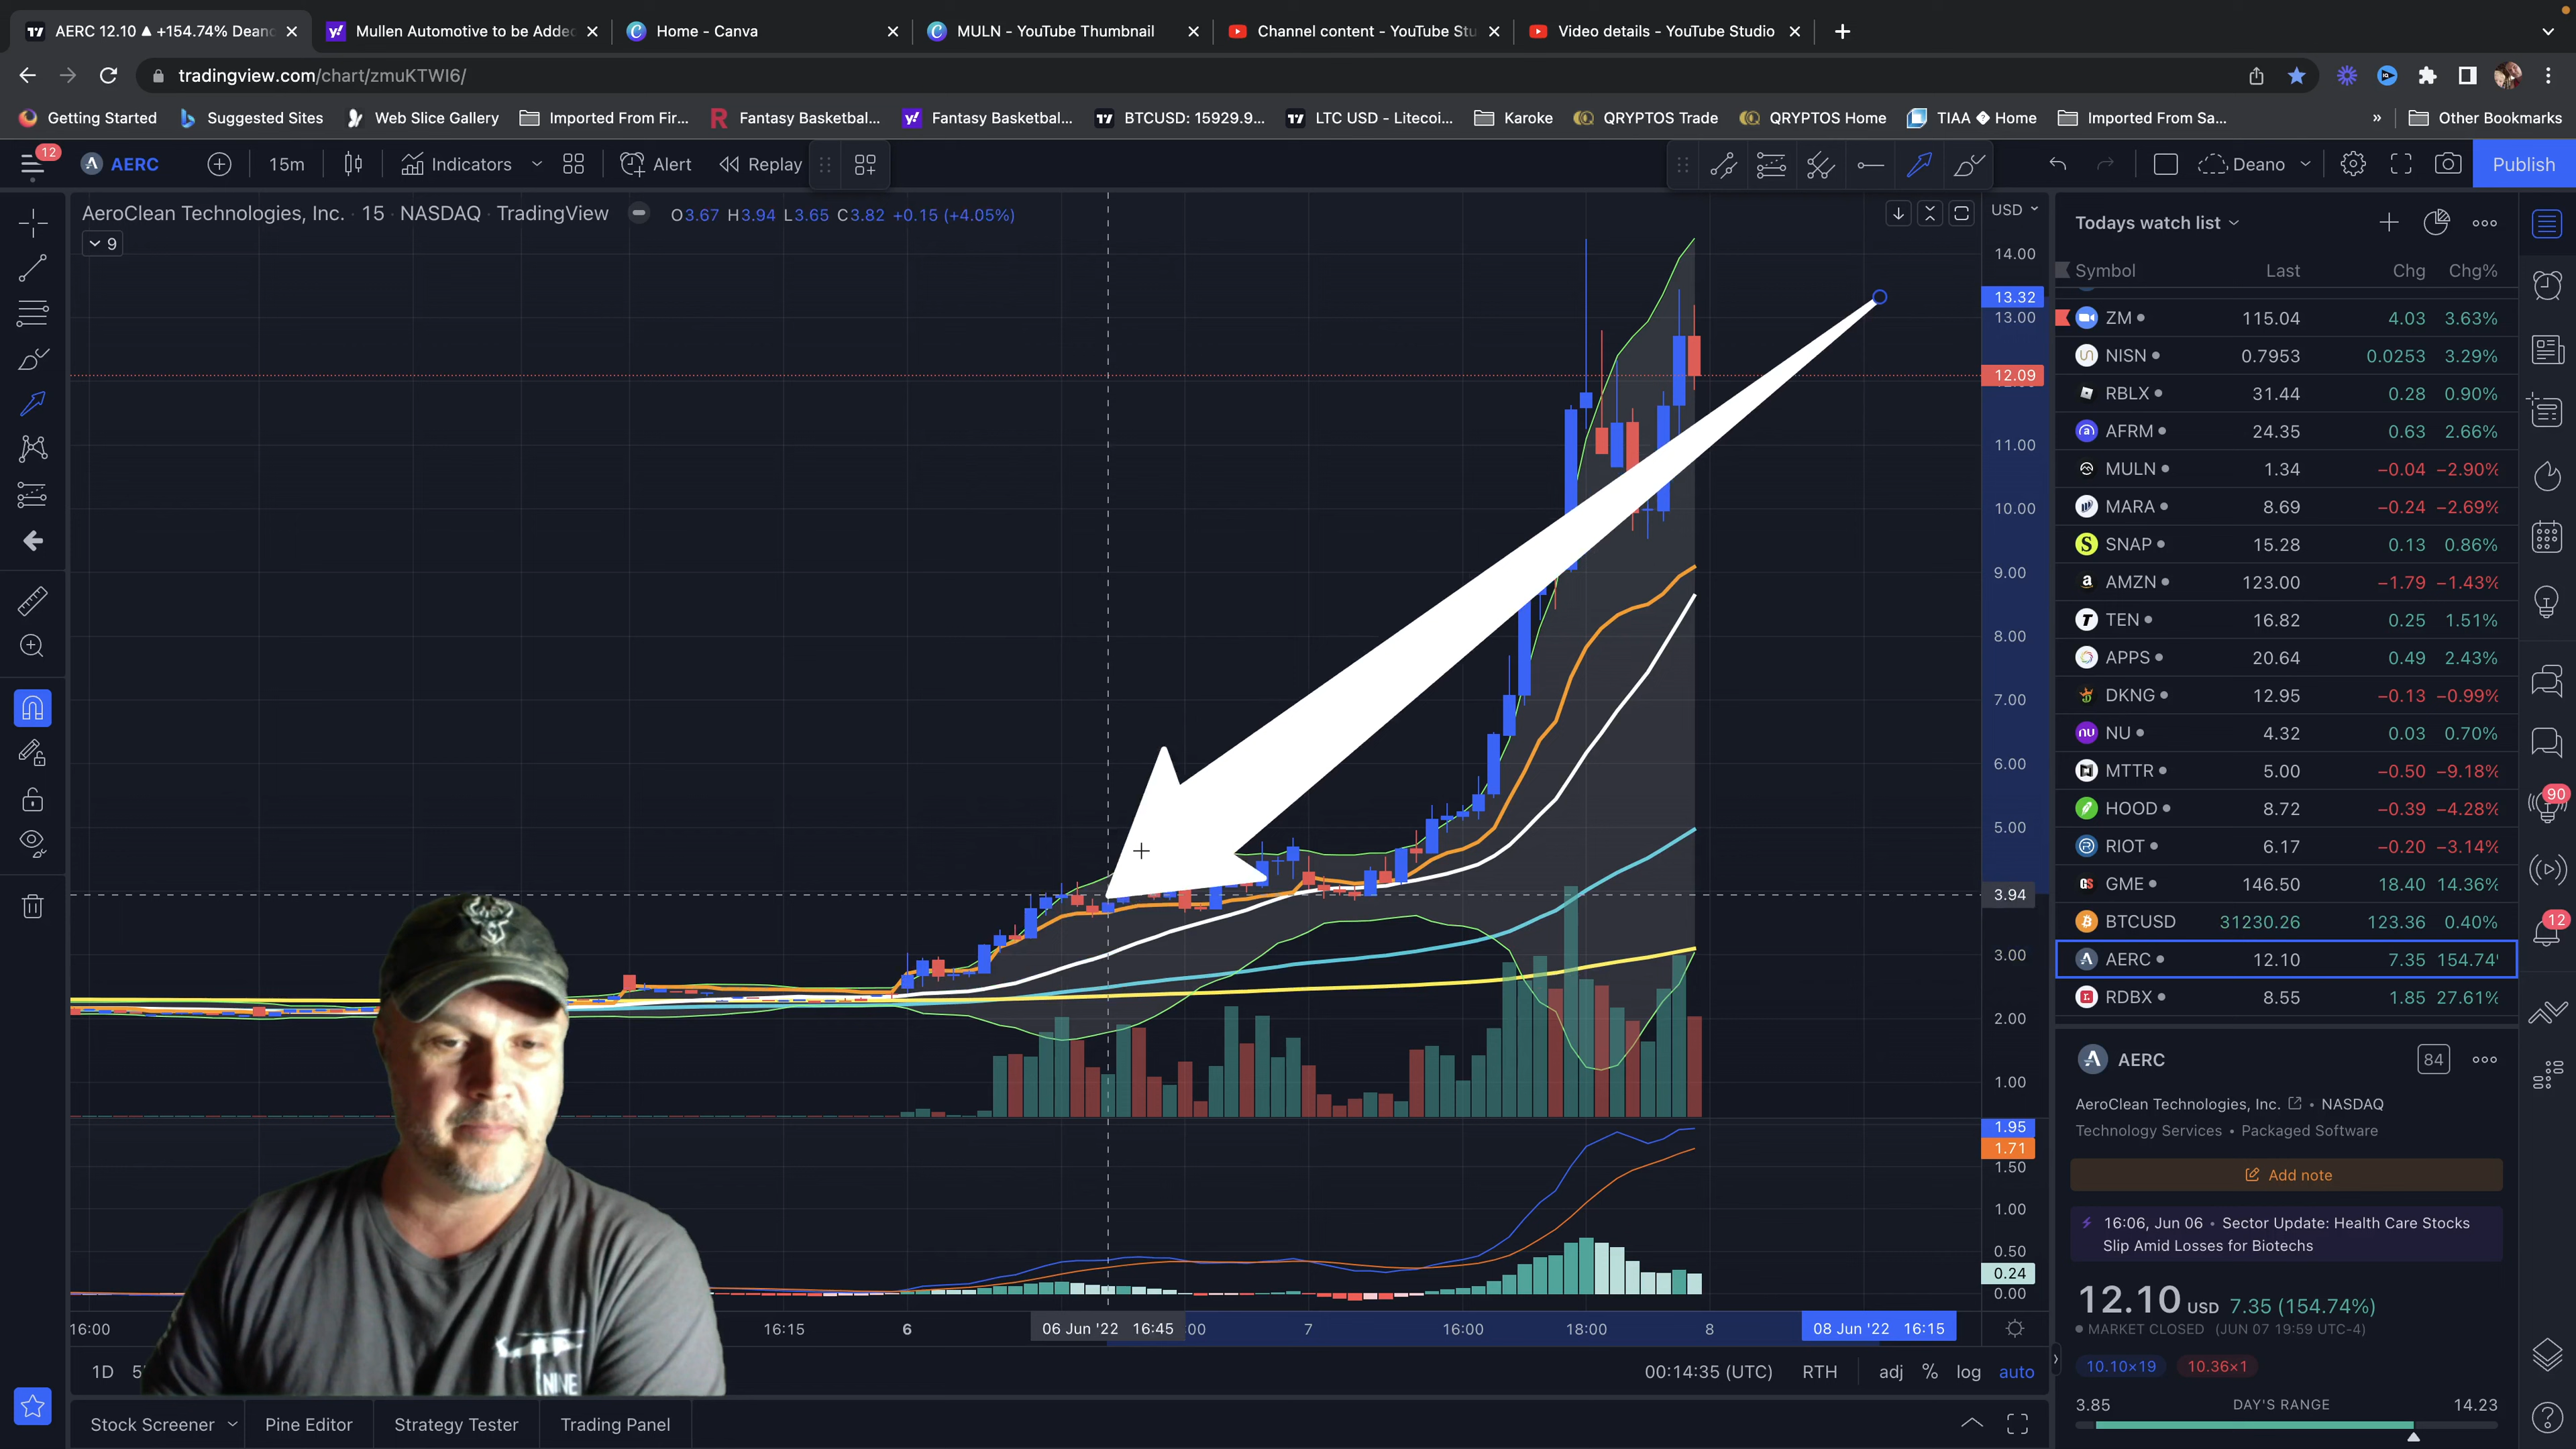 AERC 12.10 ▲ +154.74% Deano
Mullen Automotive to be Added
Home - Canva
MULN - YouTube Thumbnail
Channel content - YouTube Stu
Video details - YouTube Studio
tradingview.com/chart/zmuKTWI6/
Getting Started
Suggested Sites
Web Slice Gallery
Imported From Fir...
Fantasy Basketbal...
Fantasy Basketbal...
BTCUSD: 15929.9...
LTC USD - Litecoi...
Karoke
QRYPTOS Trade
QRYPTOS Home
TIAA � Home
Imported From Sa...
»
Other Bookmarks
12
AERC
15m
Indicators
Alert
Replay
Deano
Publish
AeroClean Technologies, Inc. · 15 · NASDAQ · TradingView
O3.67 H3.94 L3.65 C3.82 +0.15 (+4.05%)
9
USD
14.00
13.32
13.00
12.09
11.00
10.00
9.00
8.00
7.00
6.00
5.00
3.94
3.00
2.00
1.00
1.95
1.71
1.50
1.00
0.50
0.24
0.00
16:00
16:15
6
06 Jun '22 16:45
:00
7
16:00
18:00
8
08 Jun '22 16:15
1D
00:14:35 (UTC)
RTH
adj
%
log
auto
Stock Screener
Pine Editor
Strategy Tester
Trading Panel
NINE
Todays watch list
Symbol Last Chg Chg%
ZM 115.04 4.03 3.63%
NISN 0.7953 0.0253 3.29%
RBLX 31.44 0.28 0.90%
AFRM 24.35 0.63 2.66%
MULN 1.34 −0.04 −2.90%
MARA 8.69 −0.24 −2.69%
SNAP 15.28 0.13 0.86%
AMZN 123.00 −1.79 −1.43%
TEN 16.82 0.25 1.51%
APPS 20.64 0.49 2.43%
DKNG 12.95 −0.13 −0.99%
NU 4.32 0.03 0.70%
MTTR 5.00 −0.50 −9.18%
HOOD 8.72 −0.39 −4.28%
RIOT 6.17 −0.20 −3.14%
GME 146.50 18.40 14.36%
BTCUSD 31230.26 123.36 0.40%
AERC 12.10 7.35 154.74
RDBX 8.55 1.85 27.61%
AERC
84
AeroClean Technologies, Inc. • NASDAQ
Technology Services • Packaged Software
Add note
16:06, Jun 06 • Sector Update: Health Care Stocks
Slip Amid Losses for Biotechs
12.10 USD 7.35 (154.74%)
MARKET CLOSED (JUN 07 19:59 UTC-4)
10.10×19
10.36×1
3.85 DAY'S RANGE 14.23
90
12